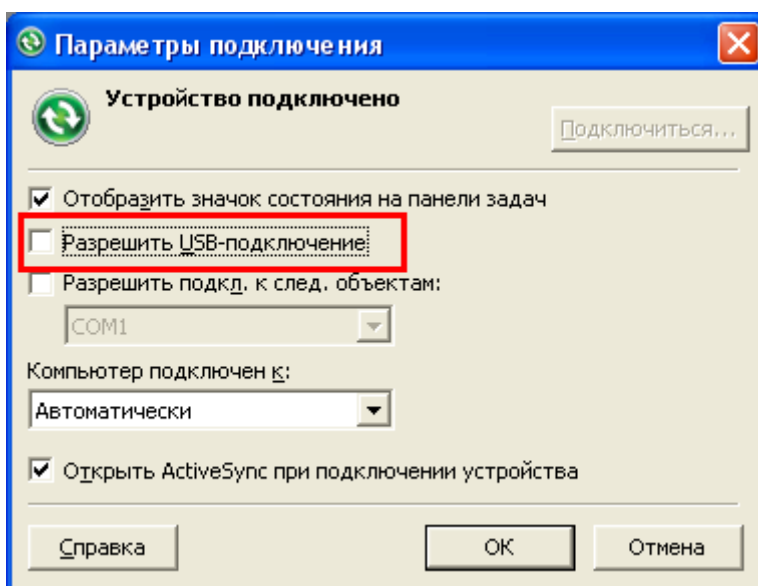 Параметры подключения
Устройство подключено
Подключиться...
Отобразить значок состояния на панели задач
Разрешить USB-подключение
Разрешить подкл. к след. объектам:
COM1
Компьютер подключен к:
Автоматически
Открыть ActiveSync при подключении устройства
Справка
ОК
Отмена